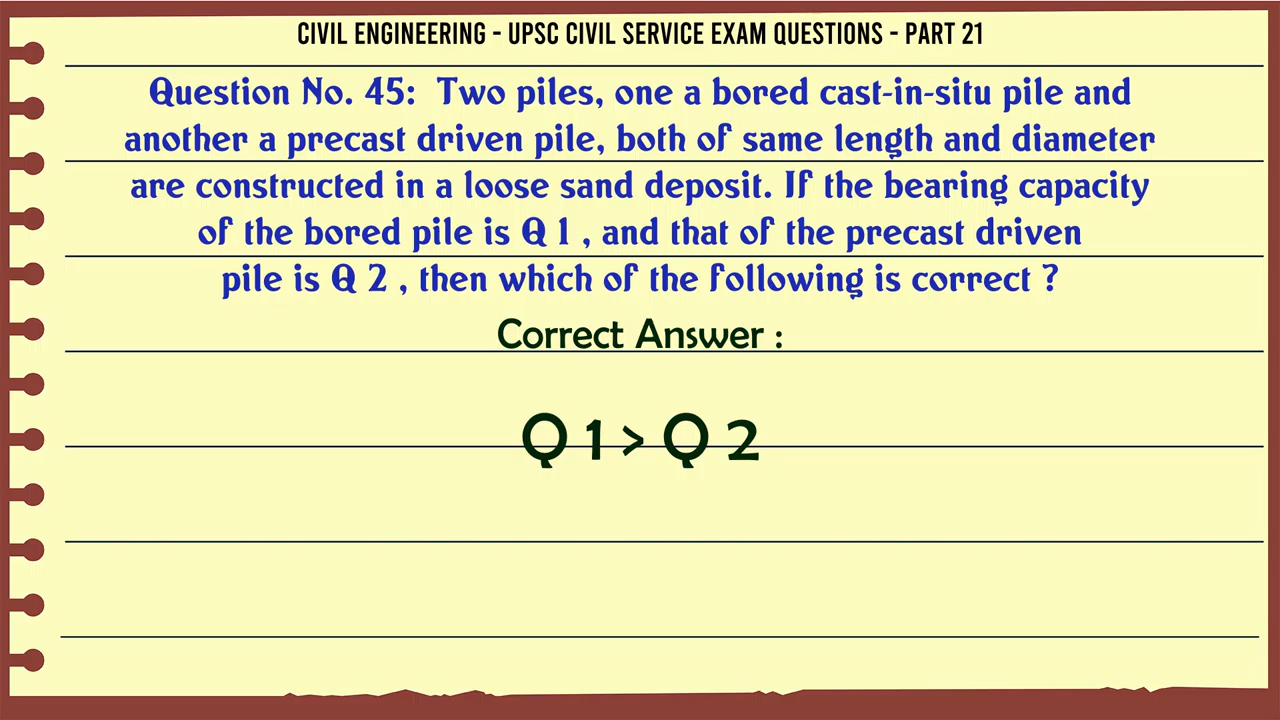 CIVIL ENGINEERING - UPSC CIVIL SERVICE EXAM QUESTIONS - PART 21
Question No. 45: Two piles, one a bored cast-in-situ pile and
another a precast driven pile, both of same length and diameter
are constructed in a loose sand deposit. If the bearing capacity
of the bored pile is Q 1 , and that of the precast driven
pile is Q 2 , then which of the following is correct ?
Correct Answer :
Q 1 > Q 2